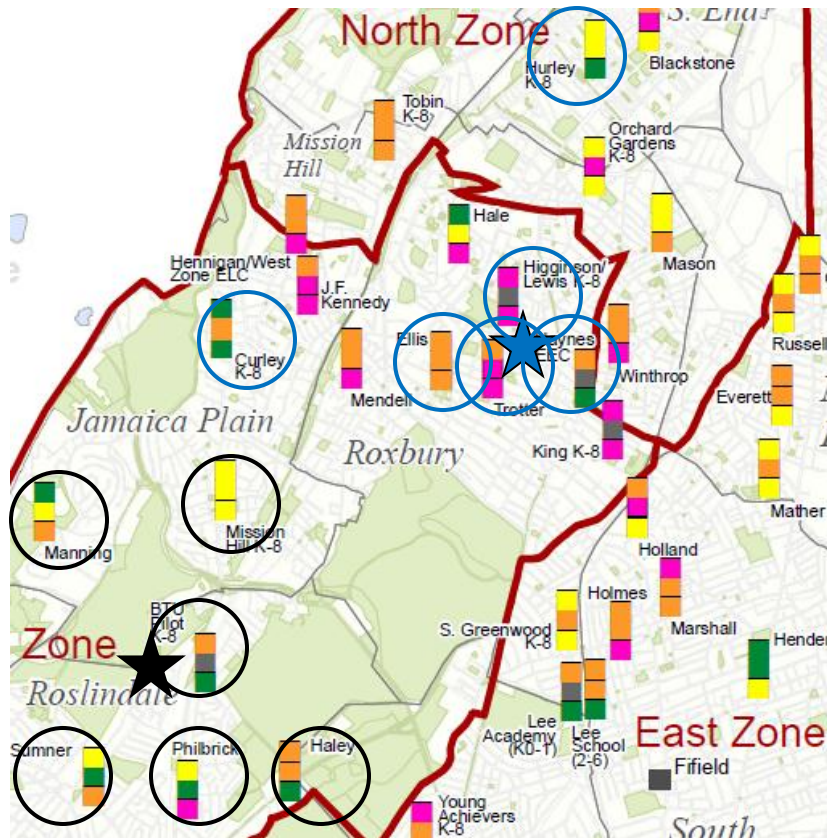 North Zone
S. End
Blackstone
Hurley
K-8
Tobin
K-8
Mission
Hill
Orchard
Gardens
K-8
Hale
Mason
Hennigan/West
Zone ELC
J.F.
Kennedy
Higginson/
Lewis K-8
Curley
K-8
Ellis
Haynes
EEC
Winthrop
Russell
Mendell
Trotter
Everett
Jamaica Plain
Roxbury
King K-8
Mather
Manning
Mission
Hill K-8
Holland
BTU
Pilot
K-8
Holmes
Marshall
S. Greenwood
K-8
Zone
Hender
Roslindale
Lee
Academy
(K0-1)
Lee
School
(2-6)
East Zone
Sumner
Philbrick
Haley
Fifield
Young
Achievers
K-8
South